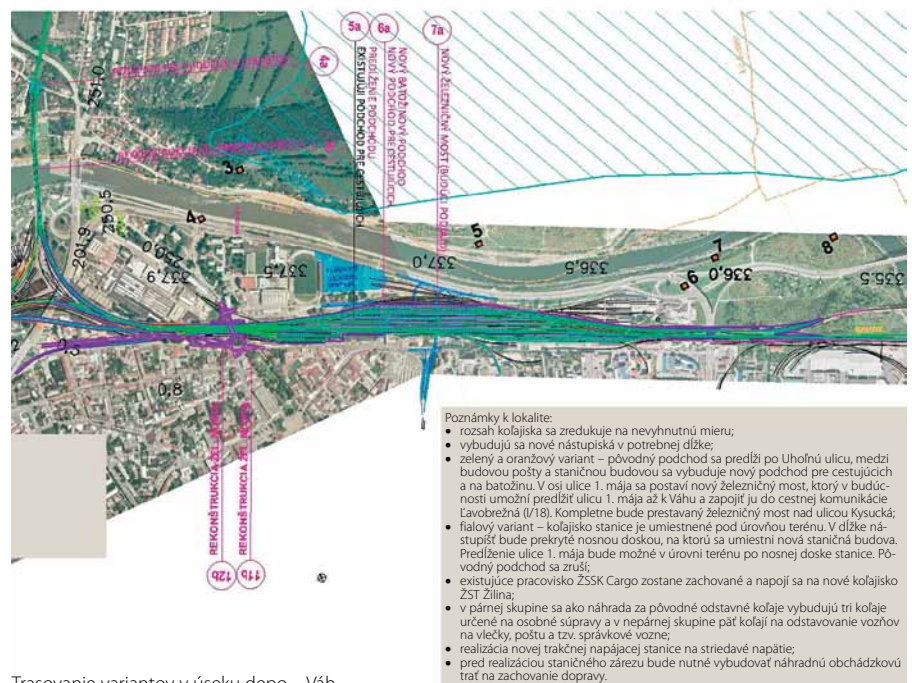 5a
6a
7a
4a
EXISTUJÚCI PODCHOD PRE CESTUJÚCICH
PREDĹŽENIE PODCHODU
NOVÝ PODCHOD PRE CESTUJÚCICH
NOVÝ BATOŽINOVÝ PODCHOD
NOVÝ ŽELEZNIČNÝ MOST (BUDÚCI PODJAZD)
251,0
250,5
201,9
250,0
337,9
337,5
337,0
336,5
336,0
335,5
3
4
5
6
7
8
0,8
REKONŠTRUKCIA ŽEL. MOSTA
REKONŠTRUKCIA ŽEL. MOSTA
12b
11b
Poznámky k lokalite:
• rozsah koľajiska sa zredukuje na nevyhnutnú mieru;
• vybudujú sa nové nástupiská v potrebnej dĺžke;
• zelený a oranžový variant – pôvodný podchod sa predĺži po Uhoľnú ulicu, medzi
budovou pošty a staničnou budovou sa vybuduje nový podchod pre cestujúcich
a na batožinu. V osi ulice 1. mája sa postaví nový železničný most, ktorý v budúc-
nosti umožní predĺžiť ulicu 1. mája až k Váhu a zapojiť ju do cestnej komunikácie
Ľavobrežná (I/18). Kompletne bude prestavaný železničný most nad ulicou Kysucká;
• fialový variant – koľajisko stanice je umiestnené pod úrovňou terénu. V dĺžke ná-
stupíšť bude prekryté nosnou doskou, na ktorú sa umiestni nová staničná budova.
Predĺženie ulice 1. mája bude možné v úrovni terénu po nosnej doske stanice. Pô-
vodný podchod sa zruší;
• existujúce pracovisko ŽSSK Cargo zostane zachované a napojí sa na nové koľajisko
ŽST Žilina;
• v párnej skupine sa ako náhrada za pôvodné odstavné koľaje vybudujú tri koľaje
určené na osobné súpravy a v nepárnej skupine päť koľají na odstavovanie vozňov
na vlečky, poštu a tzv. správkové vozne;
• realizácia novej trakčnej napájacej stanice na striedavé napätie;
• pred realizáciou staničného zárezu bude nutné vybudovať náhradnú obchádzkovú
trať na zachovanie dopravy.
Trasovanie variantov v úseku depo – Váh